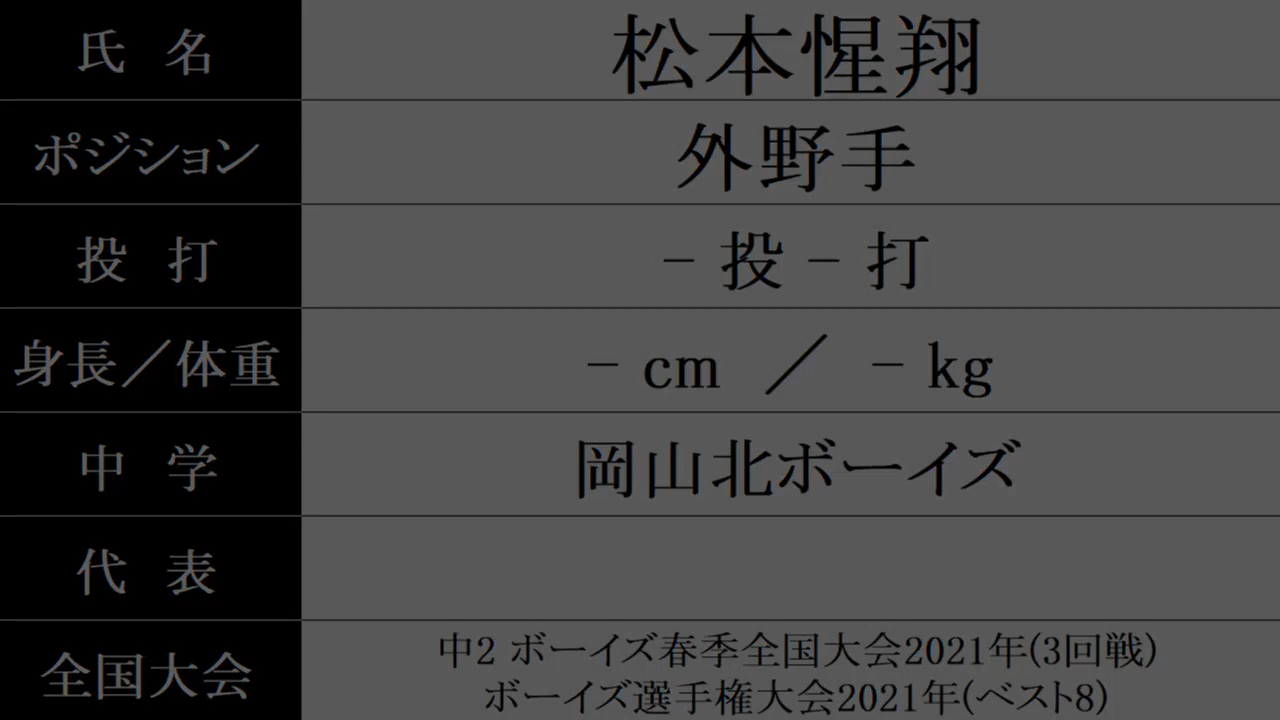 氏 名 松本惺翔
ポジション 外野手
投 打 − 投 − 打
身長／体重 − cm ／ − kg
中 学 岡山北ボーイズ
代 表
全国大会 中2 ボーイズ春季全国大会2021年(3回戦)
ボーイズ選手権大会2021年(ベスト8)